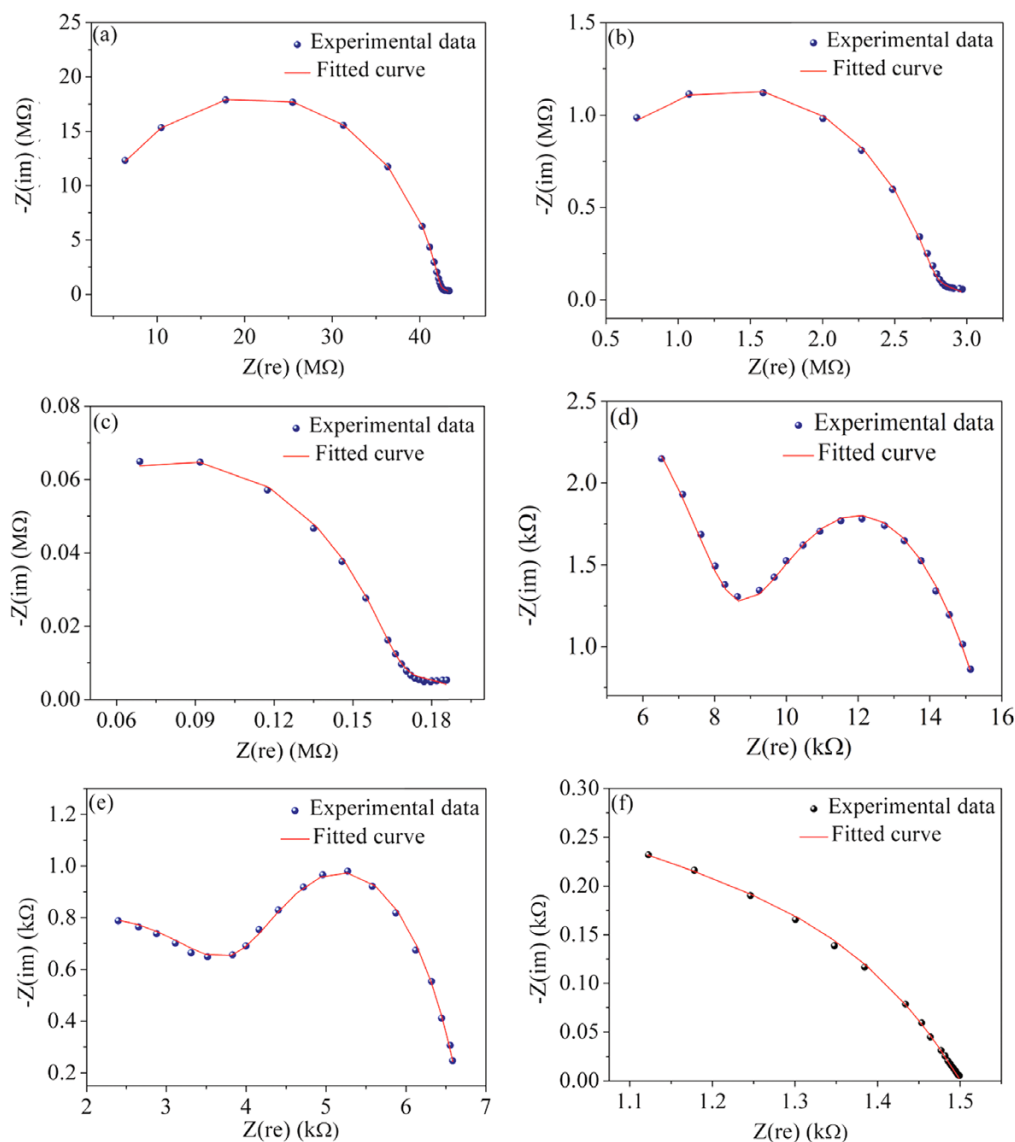 (a)
Experimental data
Fitted curve
25
20
15
10
5
0
-Z(im) (MΩ)
10 20 30 40
Z(re) (MΩ)
(b)
Experimental data
Fitted curve
1.5
1.0
0.5
0.0
-Z(im) (MΩ)
0.5 1.0 1.5 2.0 2.5 3.0
Z(re) (MΩ)
(c)
Experimental data
Fitted curve
0.08
0.06
0.04
0.02
0.00
-Z(im) (MΩ)
0.06 0.09 0.12 0.15 0.18
Z(re) (MΩ)
(d)
Experimental data
Fitted curve
2.5
2.0
1.5
1.0
-Z(im) (kΩ)
6 8 10 12 14 16
Z(re) (kΩ)
(e)
Experimental data
Fitted curve
1.2
1.0
0.8
0.6
0.4
0.2
-Z(im) (kΩ)
2 3 4 5 6 7
Z(re) (kΩ)
(f)
Experimental data
Fitted curve
0.30
0.25
0.20
0.15
0.10
0.05
0.00
-Z(im) (kΩ)
1.1 1.2 1.3 1.4 1.5
Z(re) (kΩ)